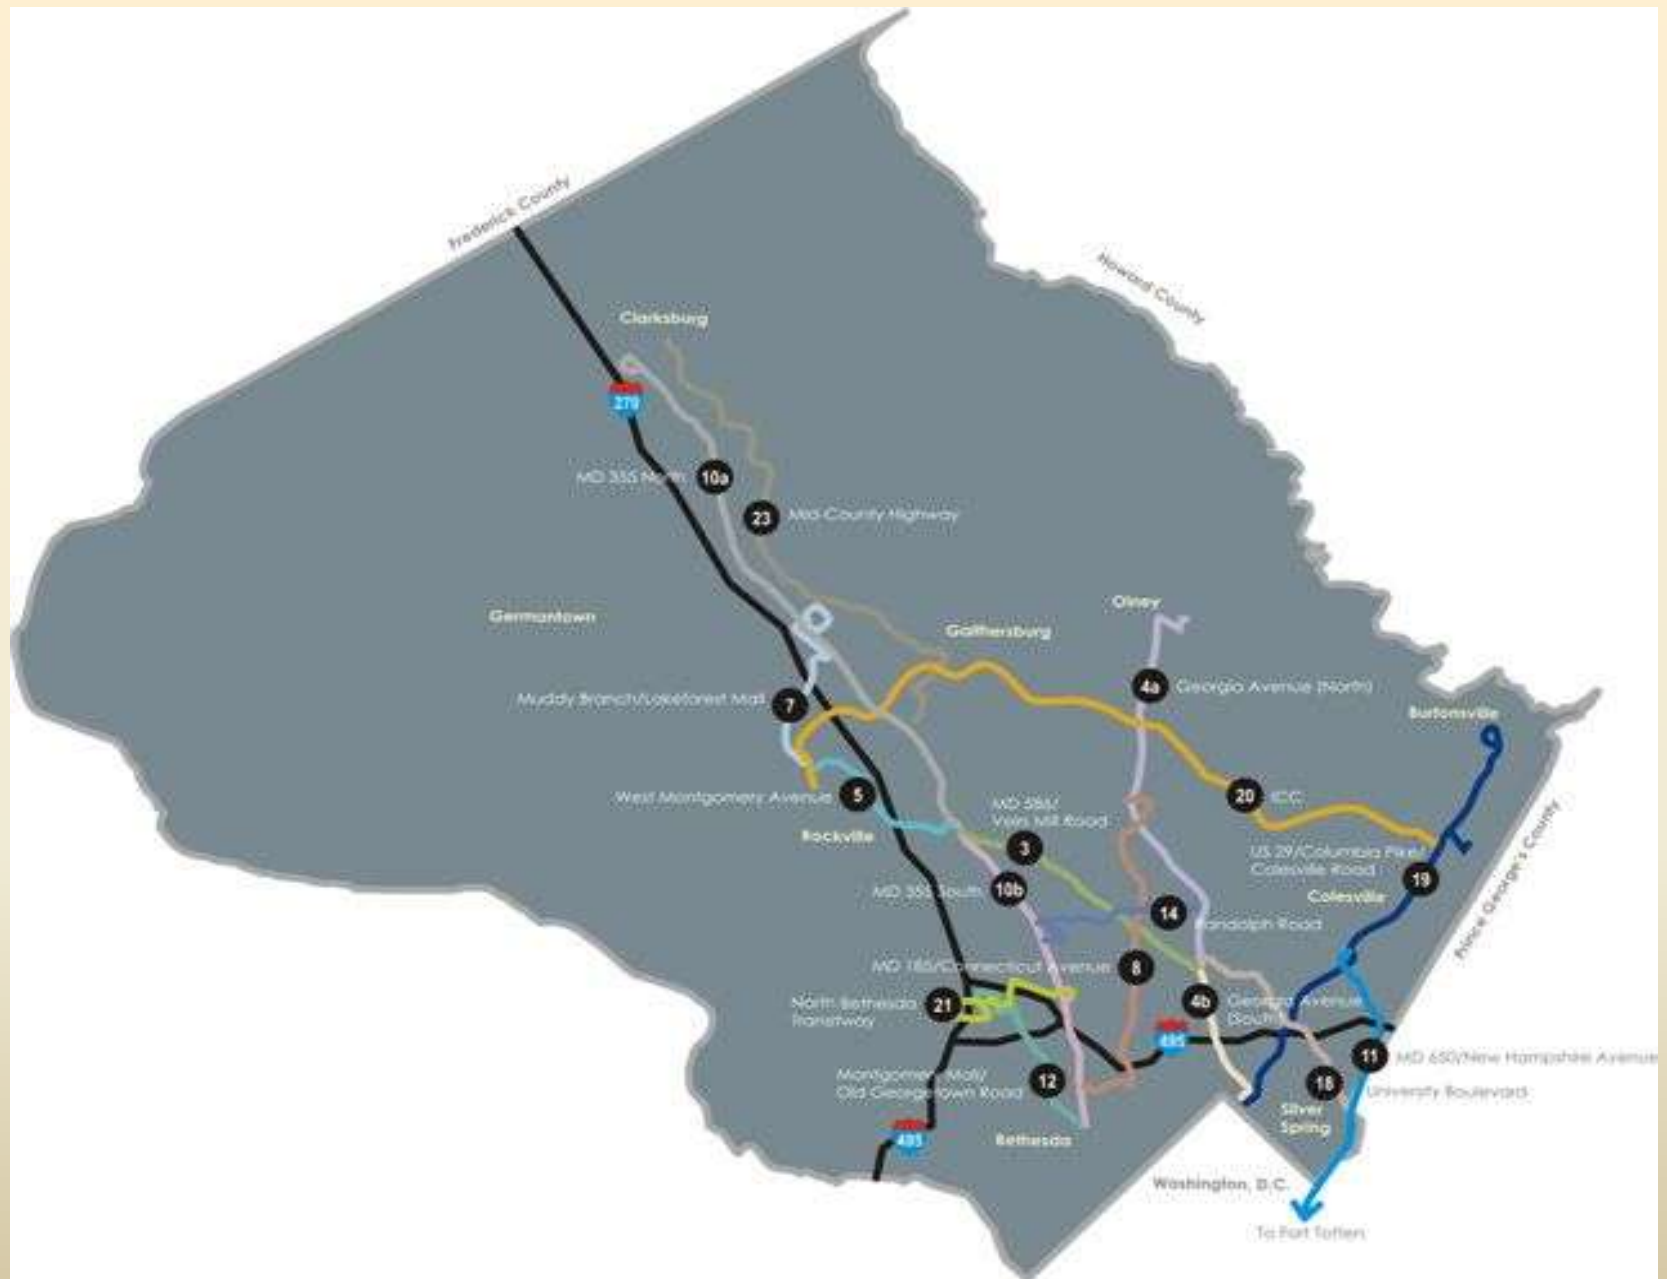 Frederick County
Howard County
Clarksburg
270
MD 355 North
10a
23
Mid-County Highway
Germantown
Olney
Gaithersburg
4a
Georgia Avenue (North)
Muddy Branch/Lakeforest Mall
7
Burtonsville
West Montgomery Avenue
5
20
ICC
MD 586/
Veirs Mill Road
Rockville
3
US 29/Columbia Pike/
Colesville Road
19
MD 355 South
10b
Colesville
14
Randolph Road
Prince George's County
MD 185/Connecticut Avenue
8
North Bethesda
Transitway
21
4b
Georgia Avenue
(South)
495
11
MD 650/New Hampshire Avenue
Montgomery Mall/
Old Georgetown Road
12
18
University Boulevard
Silver
Spring
495
Bethesda
Washington, D.C.
To Fort Totten